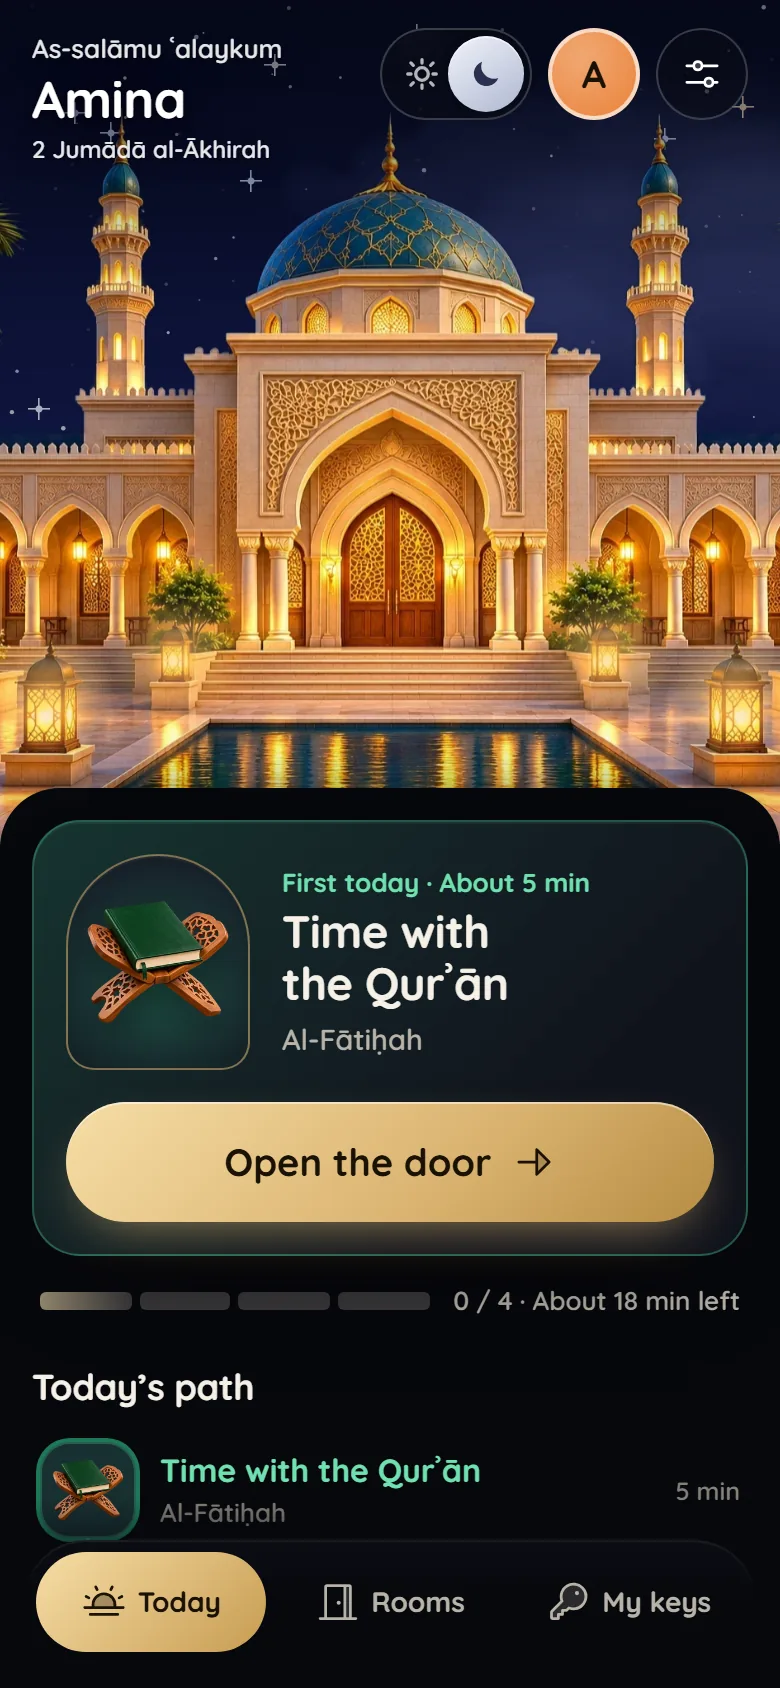 As-salāmu ʿalaykum
Amina
2 Jumādā al-Ākhirah
A
First today · About 5 min
Time with
the Qurʾān
Al-Fātiḥah
Open the door
0 / 4 · About 18 min left
Today’s path
Time with the Qurʾān
5 min
Al-Fātiḥah
Today
Rooms
My keys